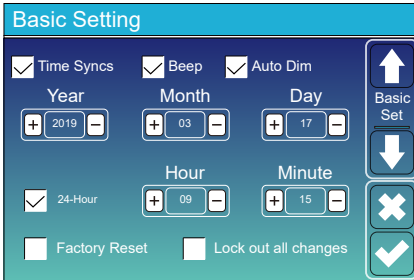 Basic Setting
Time Syncs Beep Auto Dim
Year Month Day
+ 2019 − + 03 − + 17 −
Basic
Set
Hour Minute
24-Hour + 09 − + 15 −
Factory Reset Lock out all changes